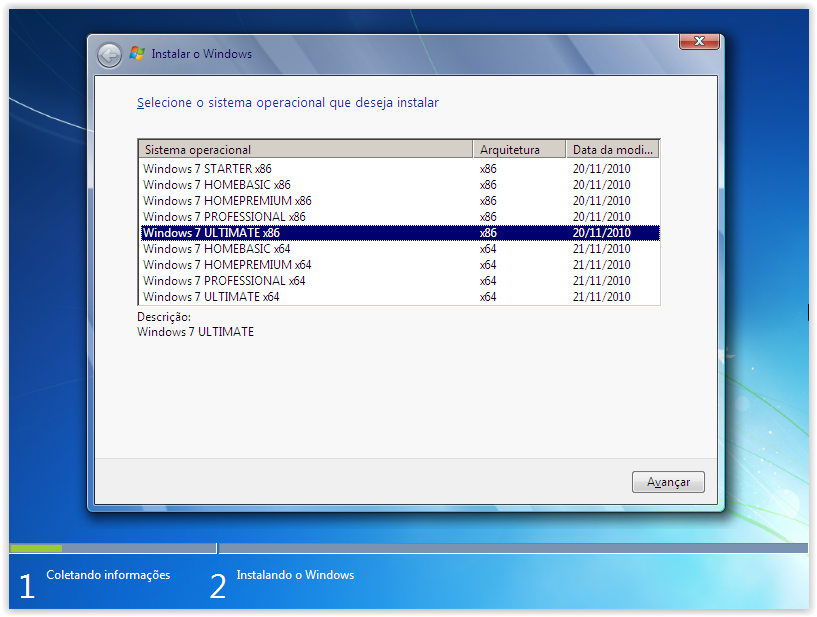 Instalar o Windows
Selecione o sistema operacional que deseja instalar
Sistema operacional Arquitetura Data da modi...
Windows 7 STARTER x86 x86 20/11/2010
Windows 7 HOMEBASIC x86 x86 20/11/2010
Windows 7 HOMEPREMIUM x86 x86 20/11/2010
Windows 7 PROFESSIONAL x86 x86 20/11/2010
Windows 7 ULTIMATE x86 x86 20/11/2010
Windows 7 HOMEBASIC x64 x64 21/11/2010
Windows 7 HOMEPREMIUM x64 x64 21/11/2010
Windows 7 PROFESSIONAL x64 x64 21/11/2010
Windows 7 ULTIMATE x64 x64 21/11/2010
Descrição:
Windows 7 ULTIMATE
Avançar
1 Coletando informações 2 Instalando o Windows